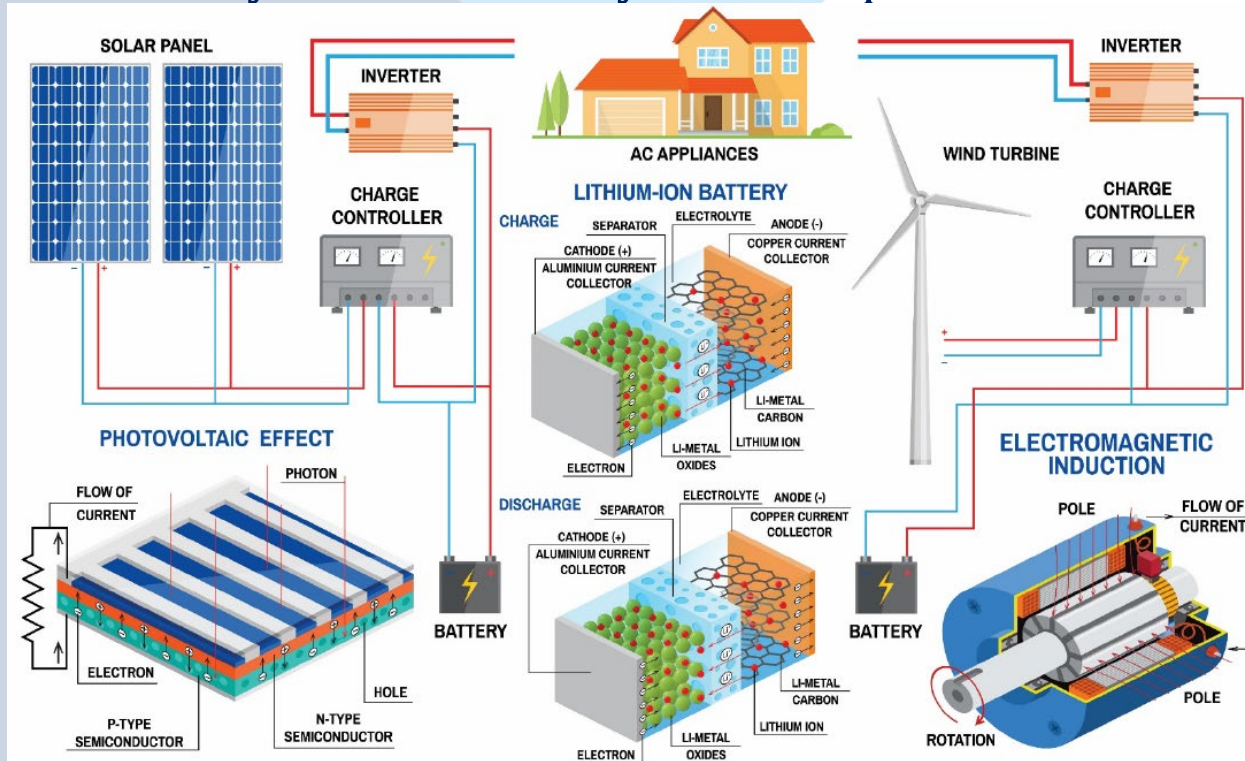 SOLAR PANEL
INVERTER
AC APPLIANCES
WIND TURBINE
INVERTER
CHARGE
CONTROLLER
CHARGE
CONTROLLER
−
+
−
+
+
−
LITHIUM-ION BATTERY
CHARGE
SEPARATOR
ELECTROLYTE
ANODE (-)
COPPER CURRENT
COLLECTOR
CATHODE (+)
ALUMINIUM CURRENT
COLLECTOR
LI-METAL
CARBON
LITHIUM ION
LI-METAL
OXIDES
ELECTRON
DISCHARGE
SEPARATOR
ELECTROLYTE
ANODE (-)
COPPER CURRENT
COLLECTOR
CATHODE (+)
ALUMINIUM CURRENT
COLLECTOR
LI-METAL
CARBON
LITHIUM ION
LI-METAL
OXIDES
ELECTRON
PHOTOVOLTAIC EFFECT
FLOW OF
CURRENT
PHOTON
ELECTRON
HOLE
P-TYPE
SEMICONDUCTOR
N-TYPE
SEMICONDUCTOR
BATTERY
BATTERY
ELECTROMAGNETIC
INDUCTION
POLE
FLOW OF
CURRENT
POLE
ROTATION